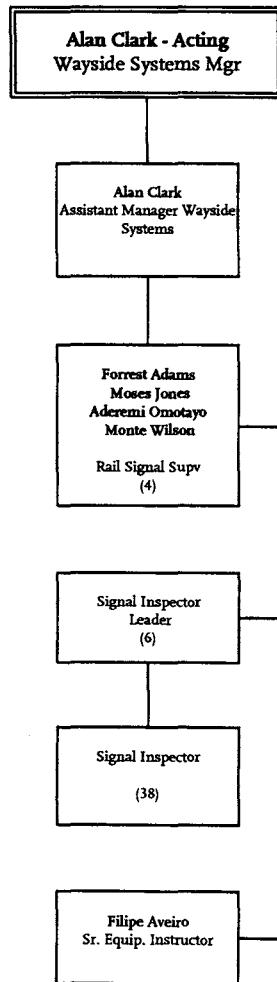 Alan Clark - Acting
Wayside Systems Mgr
Alan Clark
Assistant Manager Wayside
Systems
Forrest Adams
Moses Jones
Aderemi Omotayo
Monte Wilson
Rail Signal Supv
(4)
Signal Inspector
Leader
(6)
Signal Inspector
(38)
Filipe Aveiro
Sr. Equip. Instructor